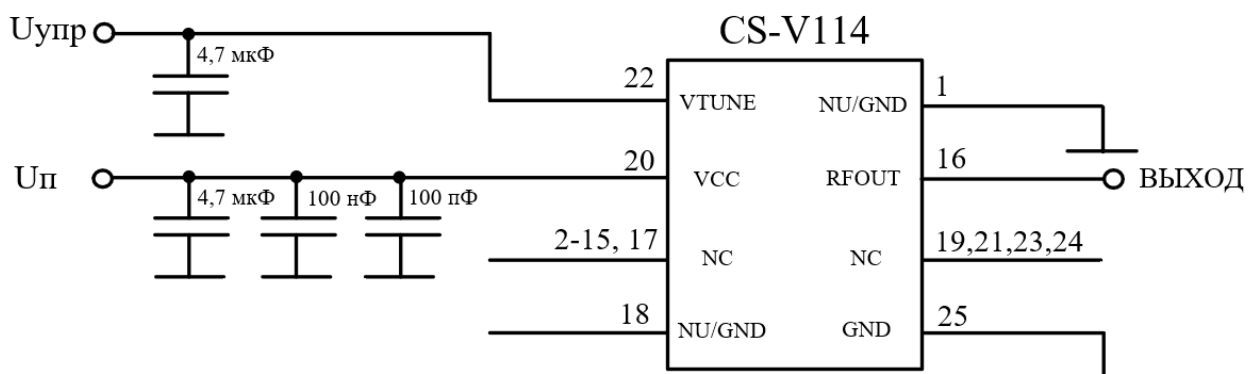 CS-V114
Uупр
4,7 мкФ
22
VTUNE
NU/GND
1
Uп
4,7 мкФ
100 нФ
100 пФ
20
VCC
RFOUT
16
ВЫХОД
2-15, 17
NC
NC
19,21,23,24
18
NU/GND
GND
25